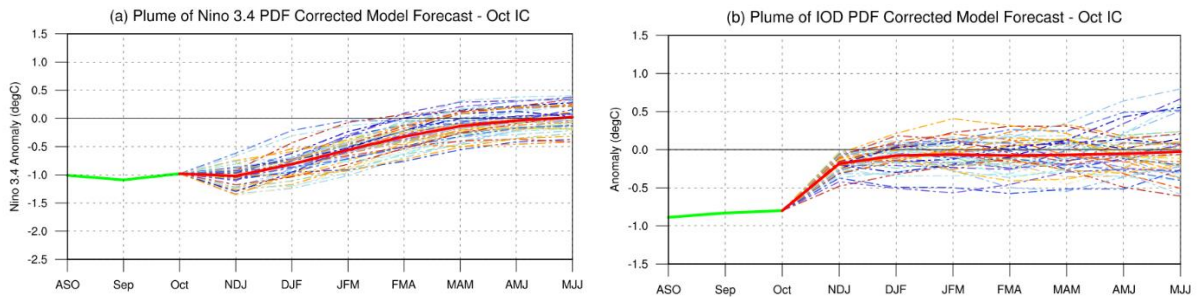 (a) Plume of Nino 3.4 PDF Corrected Model Forecast - Oct IC
Nino 3.4 Anomaly (degC)
1.5
1.0
0.5
0.0
-0.5
-1.0
-1.5
-2.0
-2.5
ASO Sep Oct NDJ DJF JFM FMA MAM AMJ MJJ
(b) Plume of IOD PDF Corrected Model Forecast - Oct IC
Anomaly (degC)
1.5
1.0
0.5
0.0
-0.5
-1.0
-1.5
ASO Sep Oct NDJ DJF JFM FMA MAM AMJ MJJ